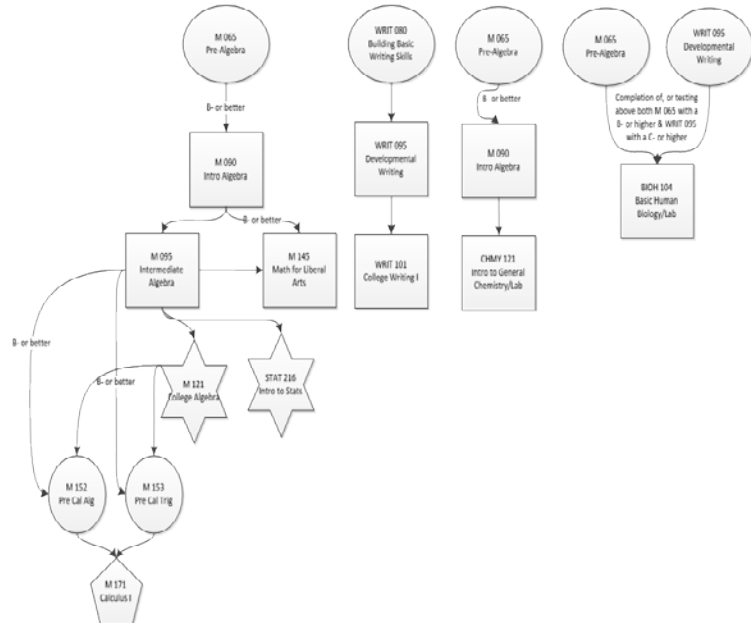 M 065
Pre-Algebra
B- or better
M 090
Intro Algebra
B- or better
M 095
Intermediate
Algebra
M 145
Math for Liberal
Arts
B- or better
B- or better
M 121
College Algebra
STAT 216
Intro to Stats
M 152
Pre Cal Alg
M 153
Pre Cal Trig
M 171
Calculus I
WRIT 080
Building Basic
Writing Skills
WRIT 095
Developmental
Writing
WRIT 101
College Writing I
M 065
Pre-Algebra
B- or better
M 090
Intro Algebra
CHMY 121
Intro to General
Chemistry/Lab
M 065
Pre-Algebra
WRIT 095
Developmental
Writing
Completion of, or testing
above both M 065 with a
B- or higher & WRIT 095
with a C- or higher
BIOH 104
Basic Human
Biology/Lab